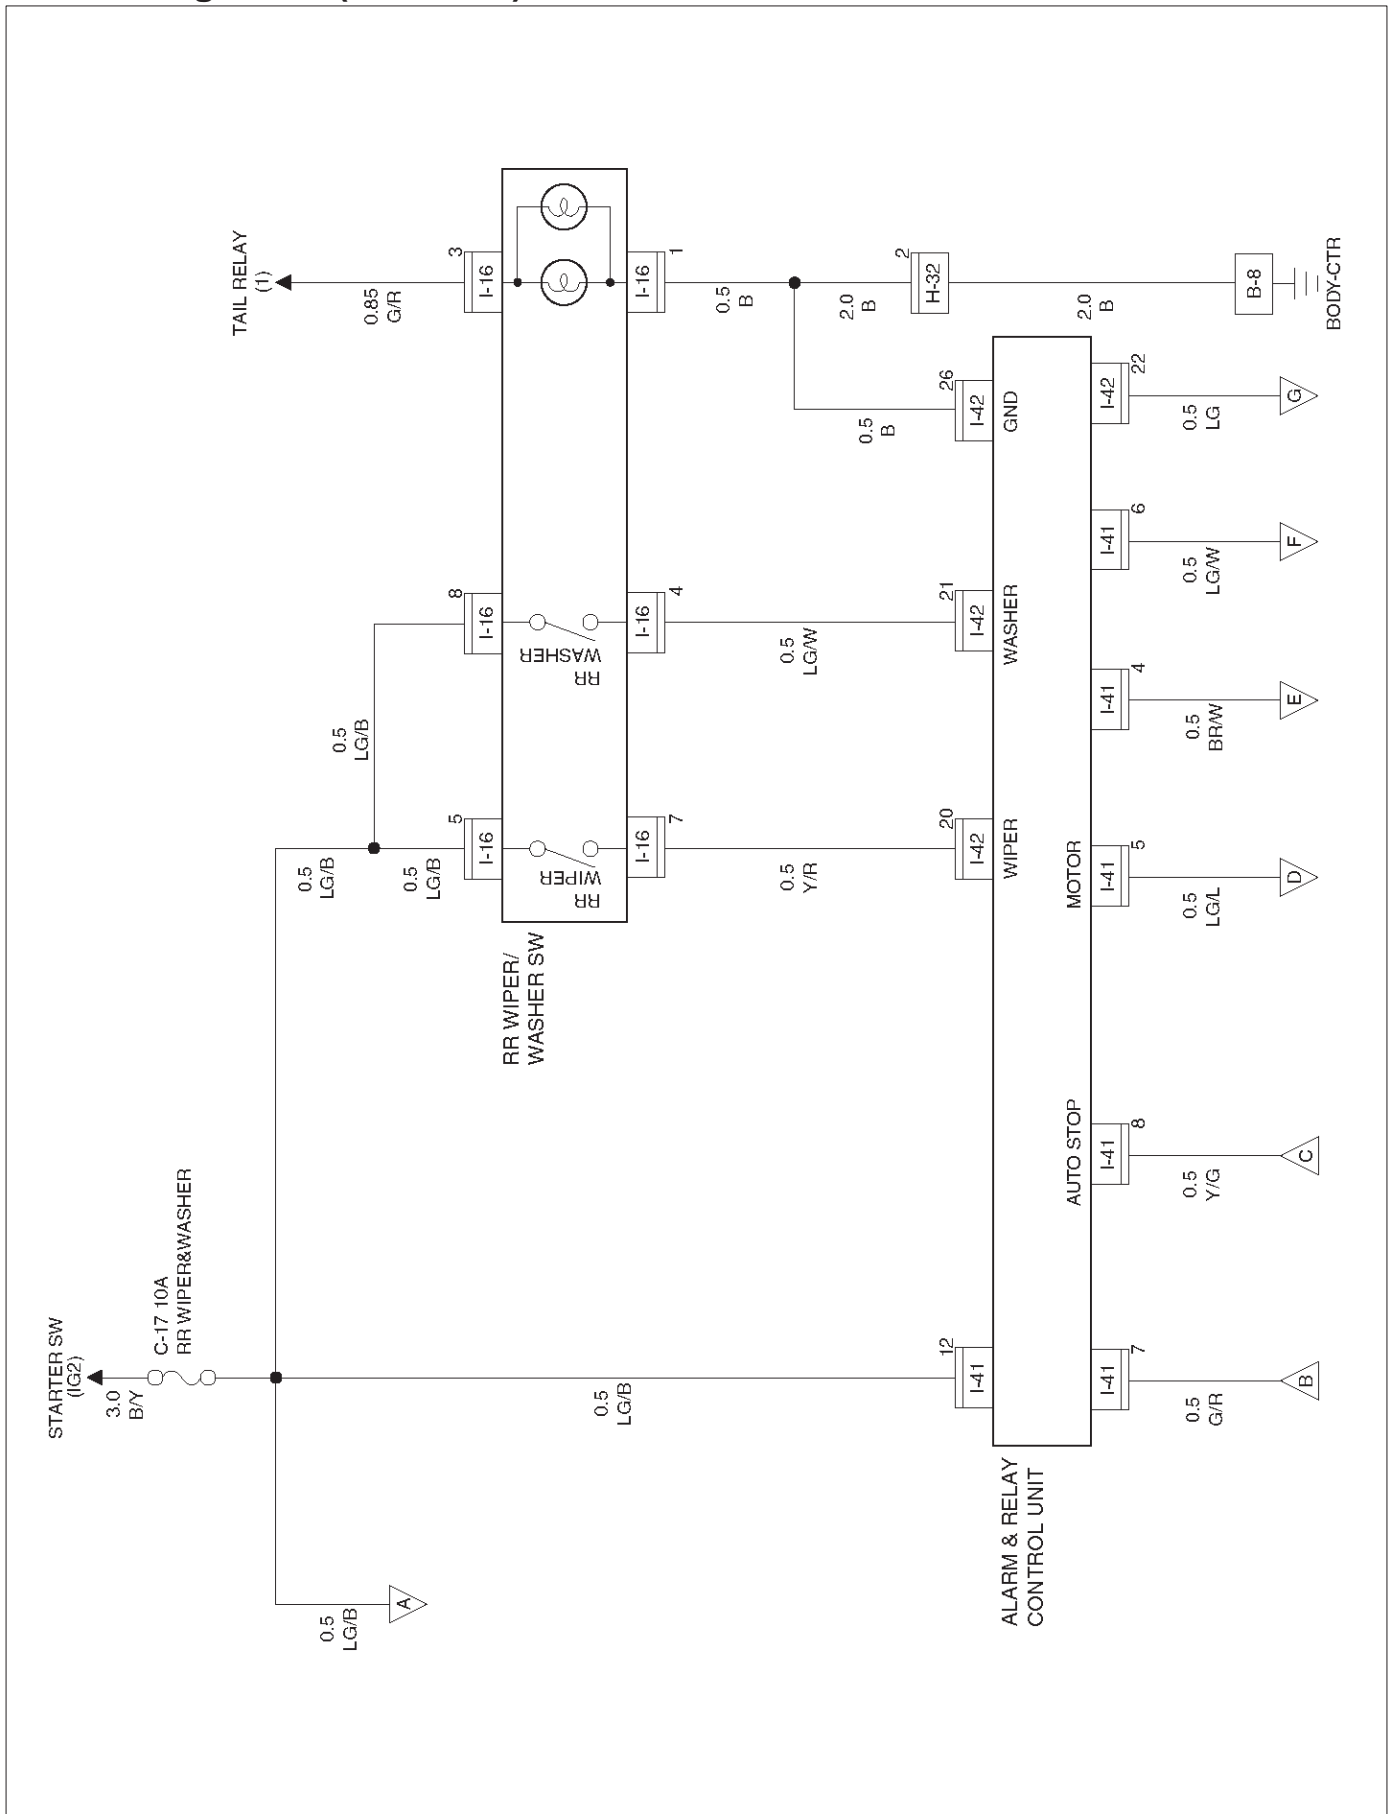 STARTER SW
(IG2)
3.0
B/Y
C-17 10A
RR WIPER&WASHER
0.5
LG/B
A
0.5
LG/B
0.5
LG/B
0.5
LG/B
0.5
LG/B
TAIL RELAY
(1)
0.85
G/R
5
I-16
8
I-16
3
I-16
RR WIPER/
WASHER SW
RR
WIPER
RR
WASHER
I-16
7
I-16
4
I-16
1
0.5
Y/R
0.5
LG/W
0.5
B
0.5
B
2.0
B
2
H-32
2.0
B
B-8
BODY-CTR
12
I-41
20
I-42
21
I-42
26
I-42
ALARM & RELAY
CONTROL UNIT
WIPER
WASHER
GND
AUTO STOP
MOTOR
I-41
7
I-41
8
I-41
5
I-41
4
I-41
6
I-42
22
0.5
G/R
0.5
Y/G
0.5
LG/L
0.5
BR/W
0.5
LG/W
0.5
LG
B
C
D
E
F
G